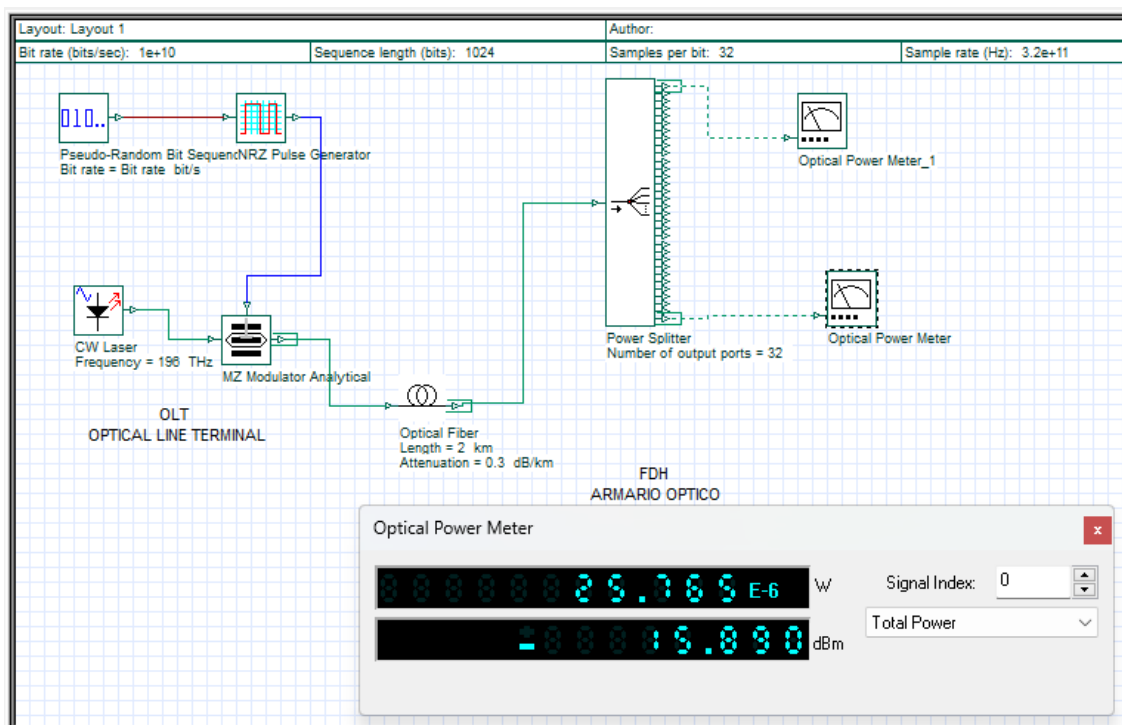 Layout: Layout 1
Author:
Bit rate (bits/sec): 1e+10
Sequence length (bits): 1024
Samples per bit: 32
Sample rate (Hz): 3.2e+11
010..
Pseudo-Random Bit Sequenc
NRZ Pulse Generator
Bit rate = Bit rate bit/s
Optical Power Meter_1
CW Laser
Frequency = 196 THz
MZ Modulator Analytical
Power Splitter
Number of output ports = 32
Optical Power Meter
OLT
OPTICAL LINE TERMINAL
Optical Fiber
Length = 2 km
Attenuation = 0.3 dB/km
FDH
ARMARIO OPTICO
Optical Power Meter
x
25.765 E-6 W
Signal Index: 0
Total Power
- 15.890 dBm